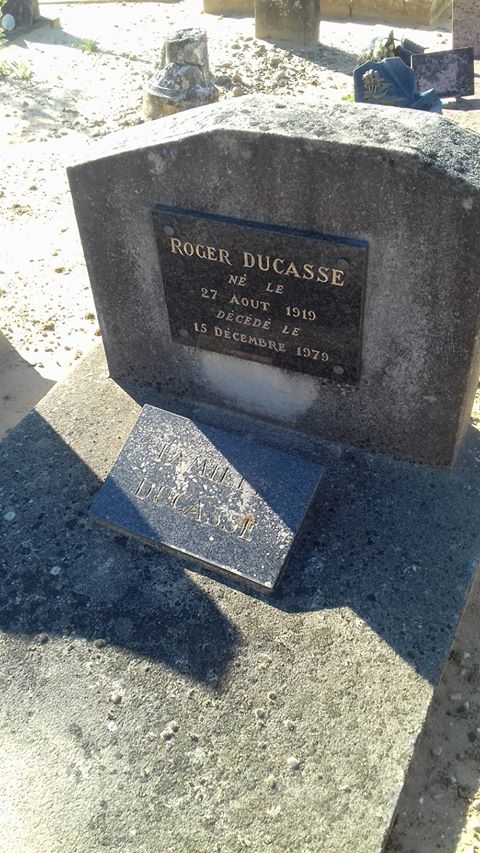 ROGER DUCASSE
NÉ LE
27 AOUT 1919
DÉCÉDÉ LE
15 DÉCEMBRE 1979
FAMILLE
DUCASSE